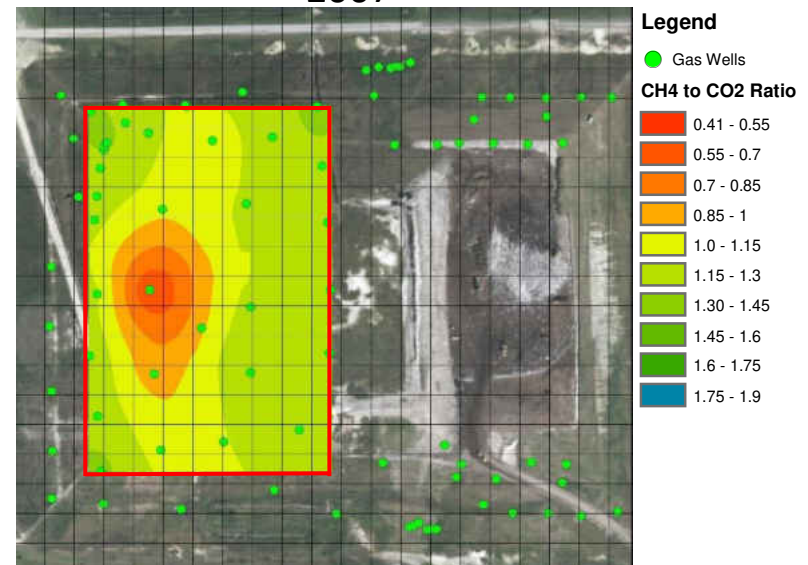 Legend
Gas Wells
CH4 to CO2 Ratio
0.41 - 0.55
0.55 - 0.7
0.7 - 0.85
0.85 - 1
1.0 - 1.15
1.15 - 1.3
1.30 - 1.45
1.45 - 1.6
1.6 - 1.75
1.75 - 1.9